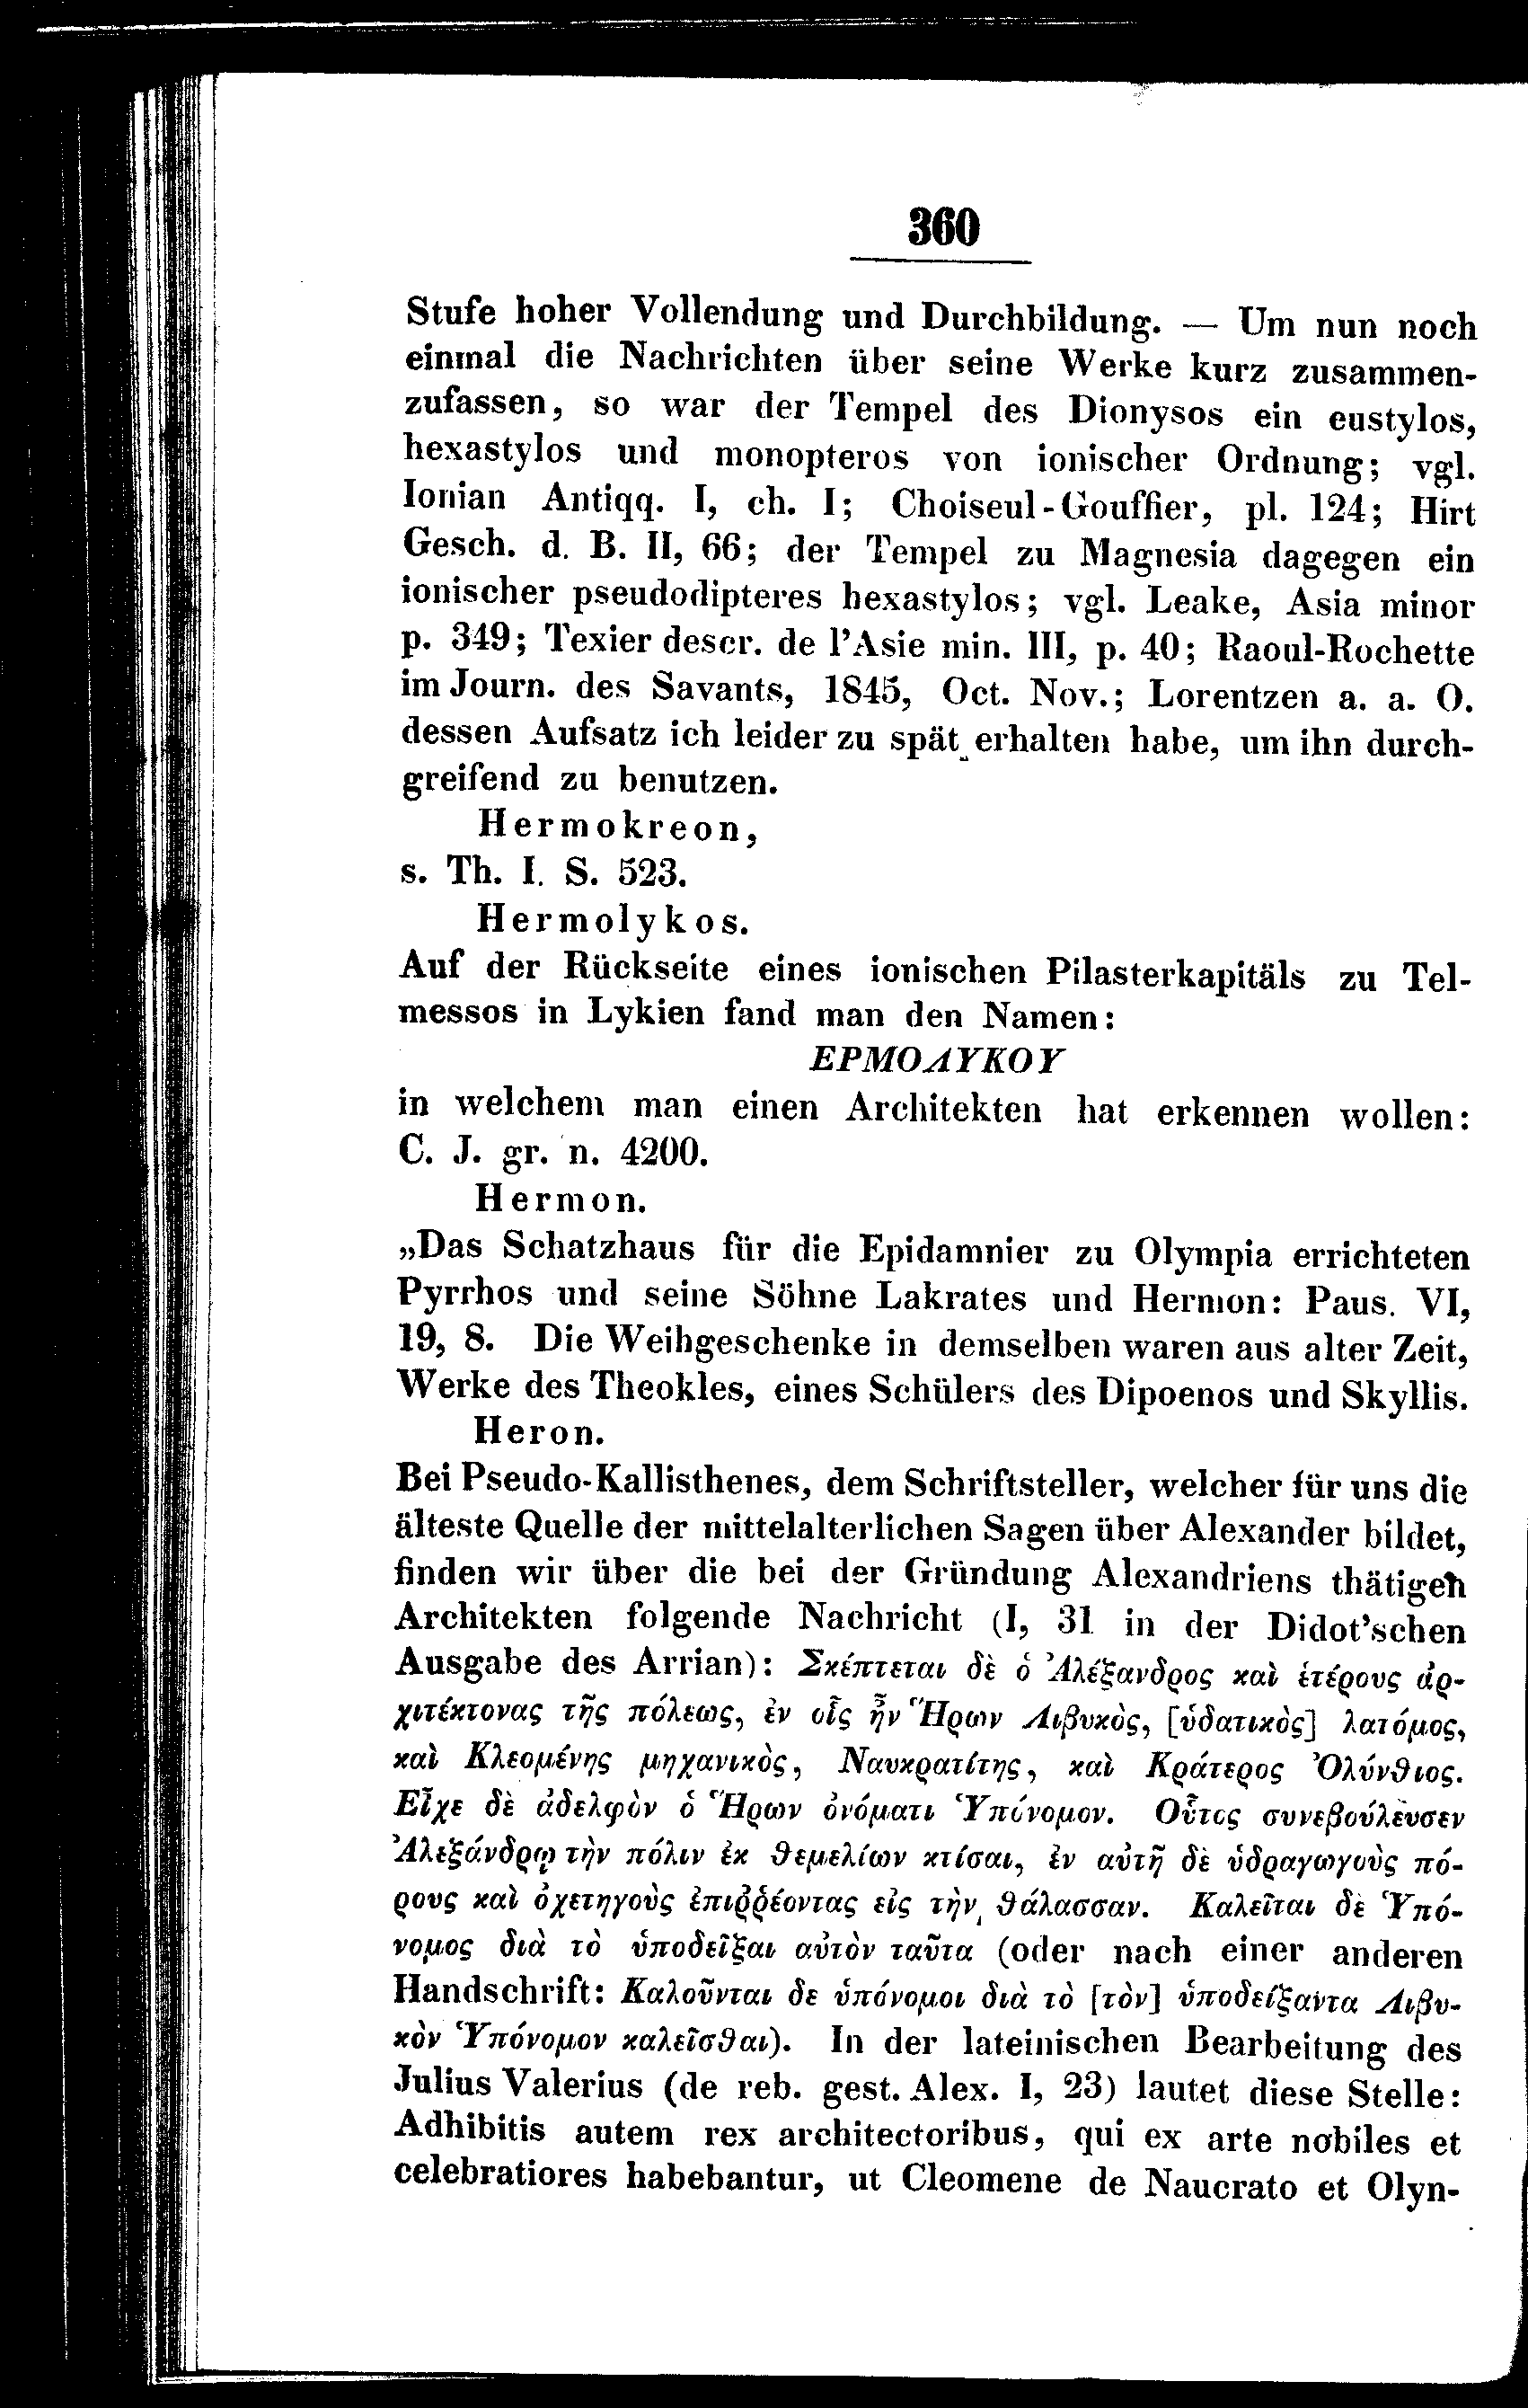 360
Stufe hoher Vollendung und Durchbildung. — Um nun noch
einmal die Nachrichten über seine Werke kurz zusammen-
zufassen, so war der Tempel des Dionysos ein eustylos,
hexastylos und monopteros von ionischer Ordnung; vgl.
Ionian Antiqq. I, ch. I; Choiseul-Gouffier, pl. 124; Hirt
Gesch. d. B. II, 66; der Tempel zu Magnesia dagegen ein
ionischer pseudodipteres hexastylos; vgl. Leake, Asia minor
p. 349; Texier descr. de l'Asie min. III, p. 40; Raoul-Rochette
im Journ. des Savants, 1845, Oct. Nov.; Lorentzen a. a. O.
dessen Aufsatz ich leider zu spät erhalten habe, um ihn durch-
greifend zu benutzen.
Hermokreon,
s. Th. I. S. 523.
Hermolykos.
Auf der Rückseite eines ionischen Pilasterkapitäls zu Tel-
messos in Lykien fand man den Namen:
ΕΡΜΟΛΥΚΟΥ
in welchem man einen Architekten hat erkennen wollen:
C. J. gr. n. 4200.
Hermon.
„Das Schatzhaus für die Epidamnier zu Olympia errichteten
Pyrrhos und seine Söhne Lakrates und Hermon: Paus. VI,
19, 8. Die Weihgeschenke in demselben waren aus alter Zeit,
Werke des Theokles, eines Schülers des Dipoenos und Skyllis.
Heron.
Bei Pseudo-Kallisthenes, dem Schriftsteller, welcher für uns die
älteste Quelle der mittelalterlichen Sagen über Alexander bildet,
finden wir über die bei der Gründung Alexandriens thätigen
Architekten folgende Nachricht (I, 31 in der Didot'schen
Ausgabe des Arrian): Σκέπτεται δὲ ὁ Ἀλέξανδρος καὶ ἑτέρους ἀρ-
χιτέκτονας τῆς πόλεως, ἐν οἷς ἦν Ἥρων Λιβυκὸς, [ὑδατικὸς] λατόμος,
καὶ Κλεομένης μηχανικὸς, Ναυκρατίτης, καὶ Κράτερος Ὀλύνθιος.
Εἶχε δὲ ἀδελφὸν ὁ Ἥρων ὀνόματι Ὑπόνομον. Οὗτος συνεβούλευσεν
Ἀλεξάνδρῳ τὴν πόλιν ἐκ θεμελίων κτίσαι, ἐν αὐτῇ δὲ ὑδραγωγοὺς πό-
ρους καὶ ὀχετηγοὺς ἐπιῤῥέοντας εἰς τὴν θάλασσαν. Καλεῖται δὲ Ὑπό-
νομος διὰ τὸ ὑποδεῖξαι αὐτὸν ταῦτα (oder nach einer anderen
Handschrift: Καλοῦνται δε ὑπόνομοι διὰ τὸ [τὸν] ὑποδείξαντα Λιβυ-
κὸν Ὑπόνομον καλεῖσθαι). In der lateinischen Bearbeitung des
Julius Valerius (de reb. gest. Alex. I, 23) lautet diese Stelle:
Adhibitis autem rex architectoribus, qui ex arte nobiles et
celebratiores habebantur, ut Cleomene de Naucrato et Olyn-